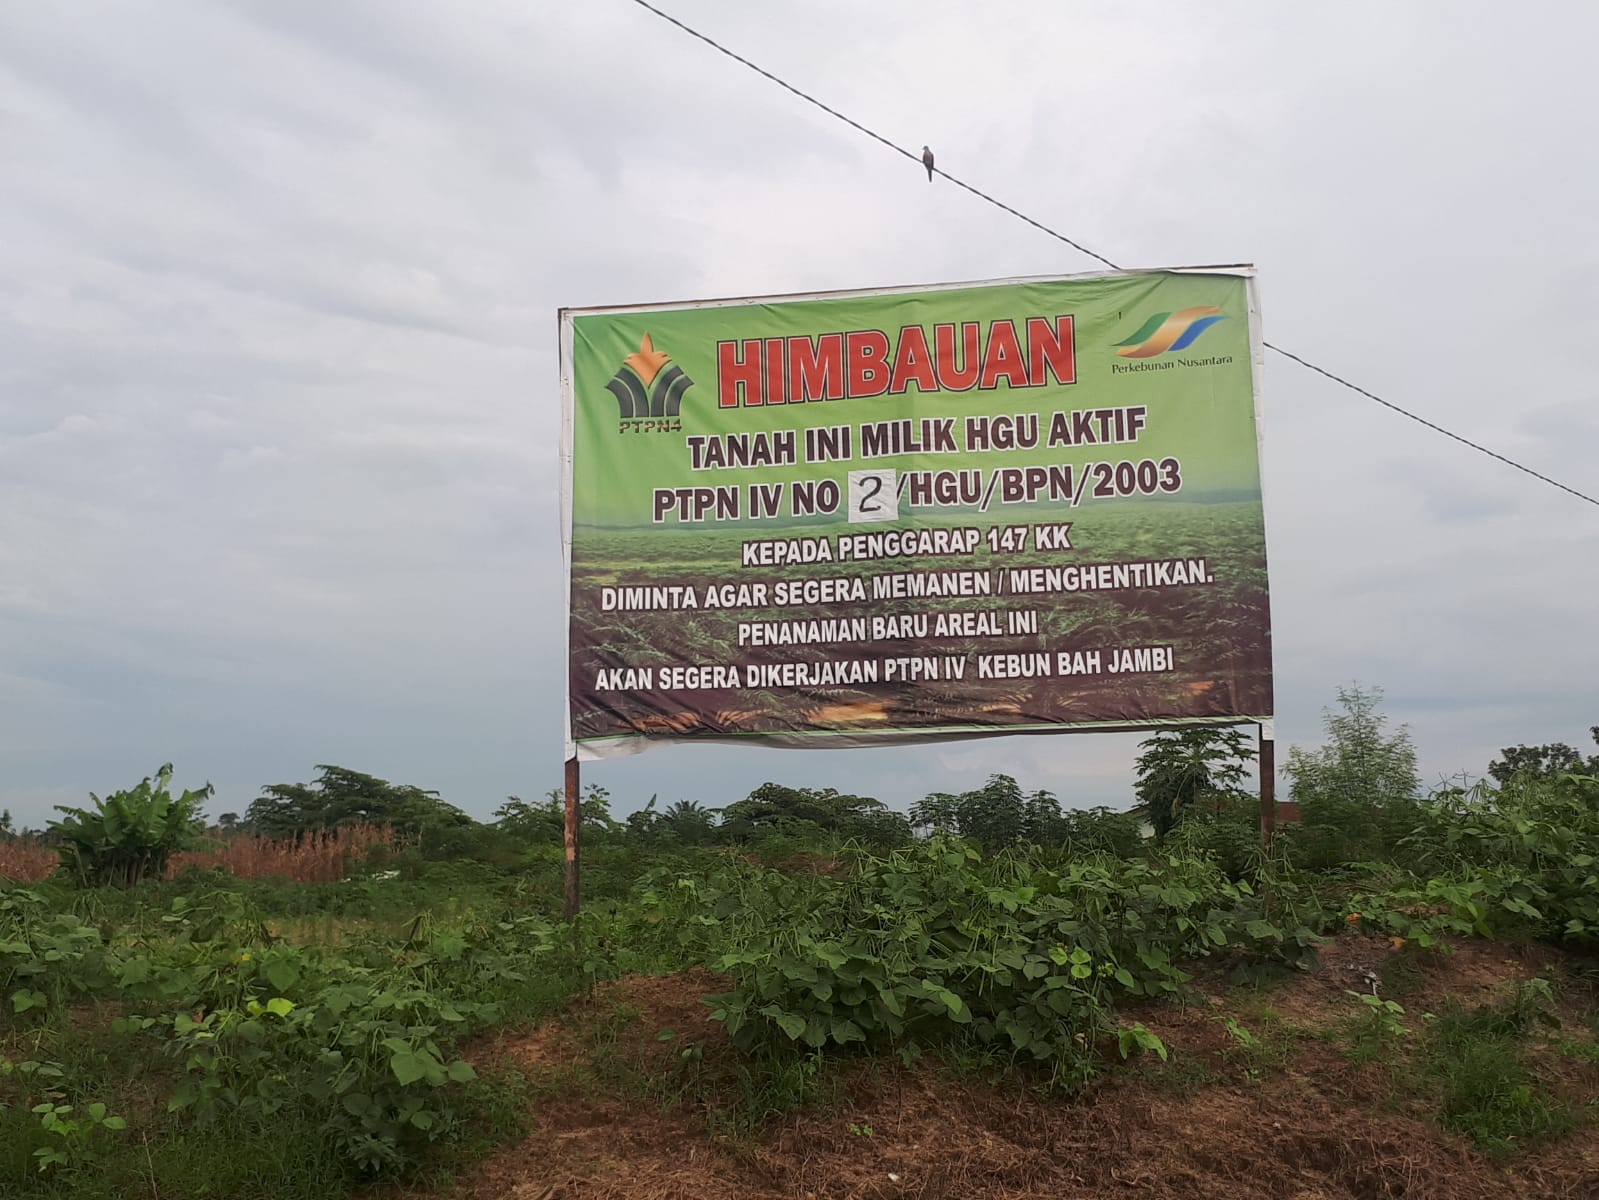 HIMBAUAN
PTPN4
Perkebunan Nusantara
TANAH INI MILIK HGU AKTIF
PTPN IV NO 2/HGU/BPN/2003
KEPADA PENGGARAP 147 KK
DIMINTA AGAR SEGERA MEMANEN / MENGHENTIKAN.
PENANAMAN BARU AREAL INI
AKAN SEGERA DIKERJAKAN PTPN IV KEBUN BAH JAMBI